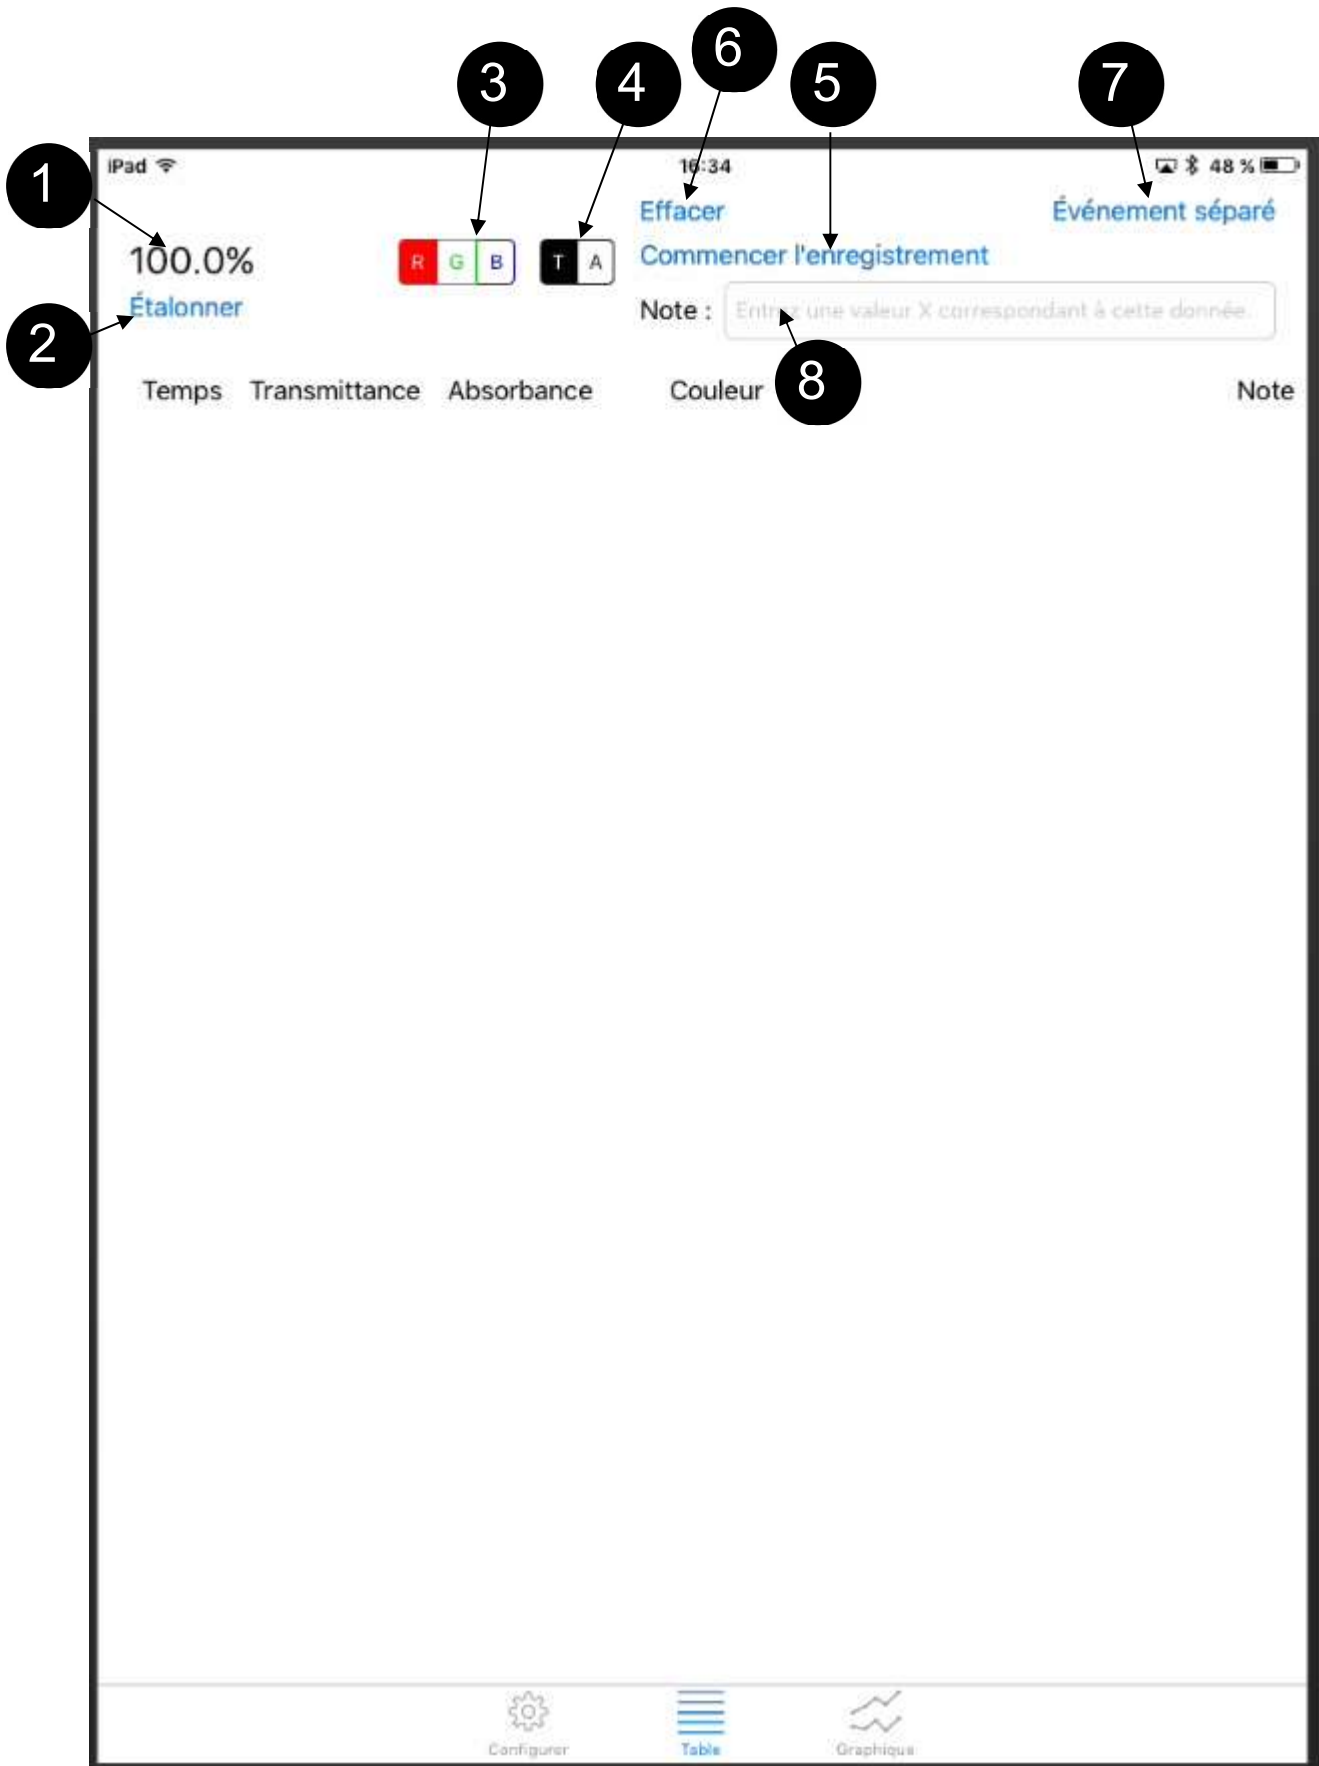 6
3 4 5 7
1
iPad 16:34 48 %
Effacer Événement séparé
100.0% R G B T A Commencer l'enregistrement
2
Étalonner Note : Entrez une valeur X correspondant à cette donnée.
8
Temps Transmittance Absorbance Couleur Note
Configurer Table Graphique